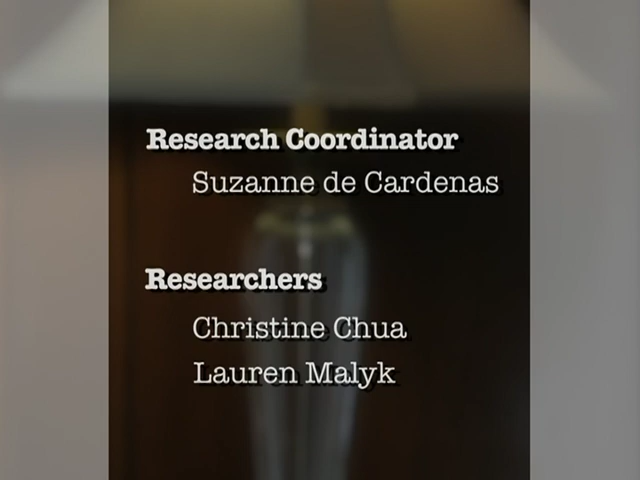 Research Coordinator
Suzanne de Cardenas
Researchers
Christine Chua
Lauren Malyk